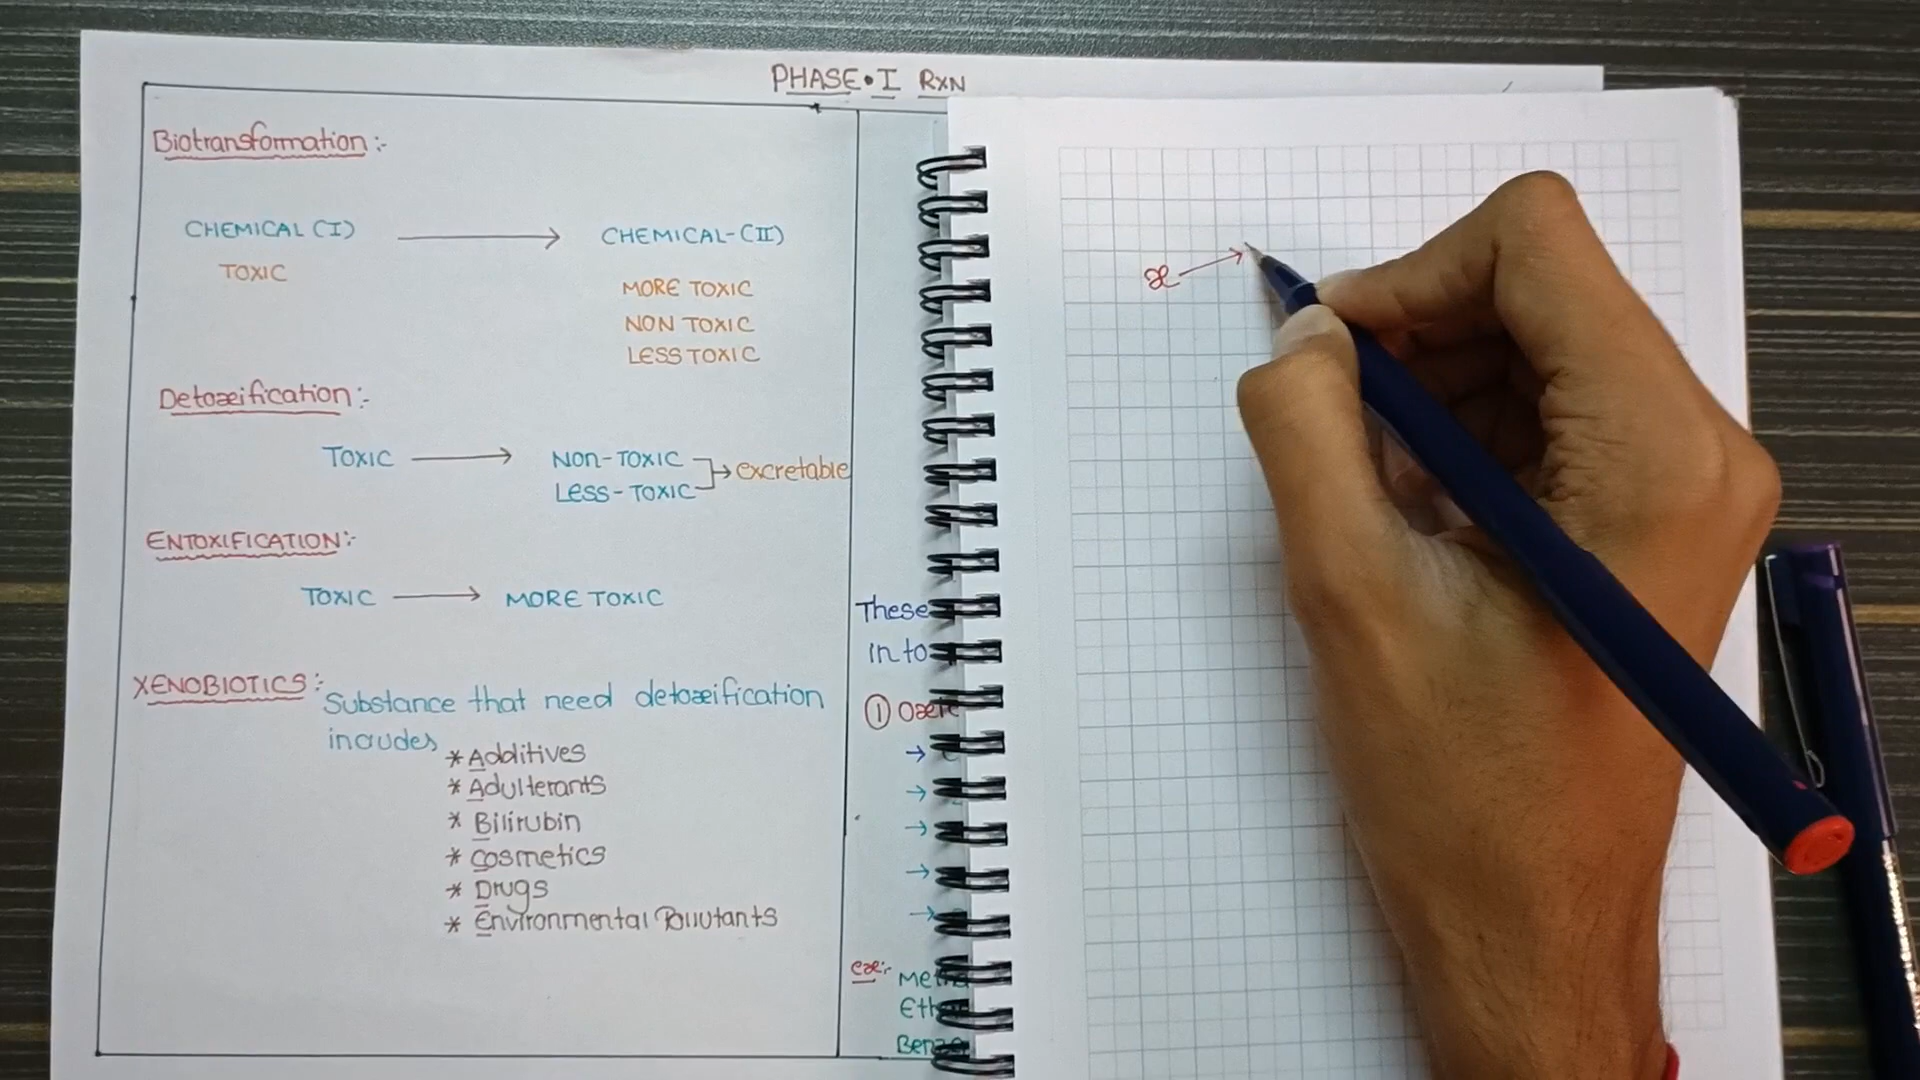 PHASE•I RXN
Biotransformation:-
CHEMICAL (I) → CHEMICAL-(II)
TOXIC
MORE TOXIC
NON TOXIC
LESS TOXIC
Detoxification:-
TOXIC → NON-TOXIC
LESS-TOXIC → excretable
ENTOXIFICATION:-
TOXIC → MORE TOXIC
XENOBIOTICS:-
Substance that need detoxification
incudes
* Additives
* Adulterants
* Bilirubin
* Cosmetics
* Drugs
* Environmental Pollutants
These
into
①
→
→
→
→
→
ex:-
x →